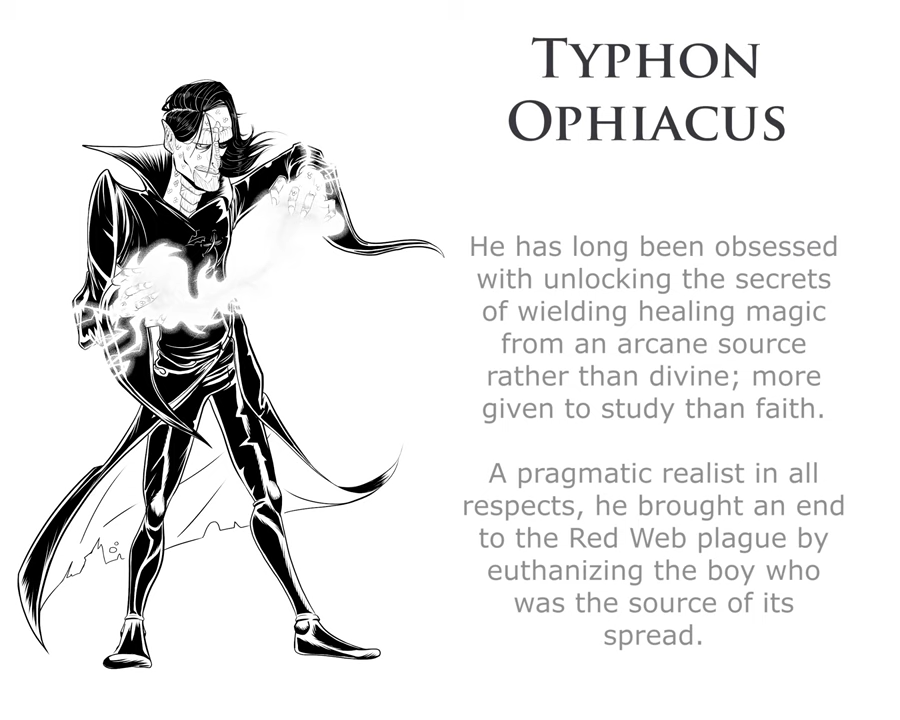 Typhon
Ophiacus
He has long been obsessed
with unlocking the secrets
of wielding healing magic
from an arcane source
rather than divine; more
given to study than faith.
A pragmatic realist in all
respects, he brought an end
to the Red Web plague by
euthanizing the boy who
was the source of its
spread.